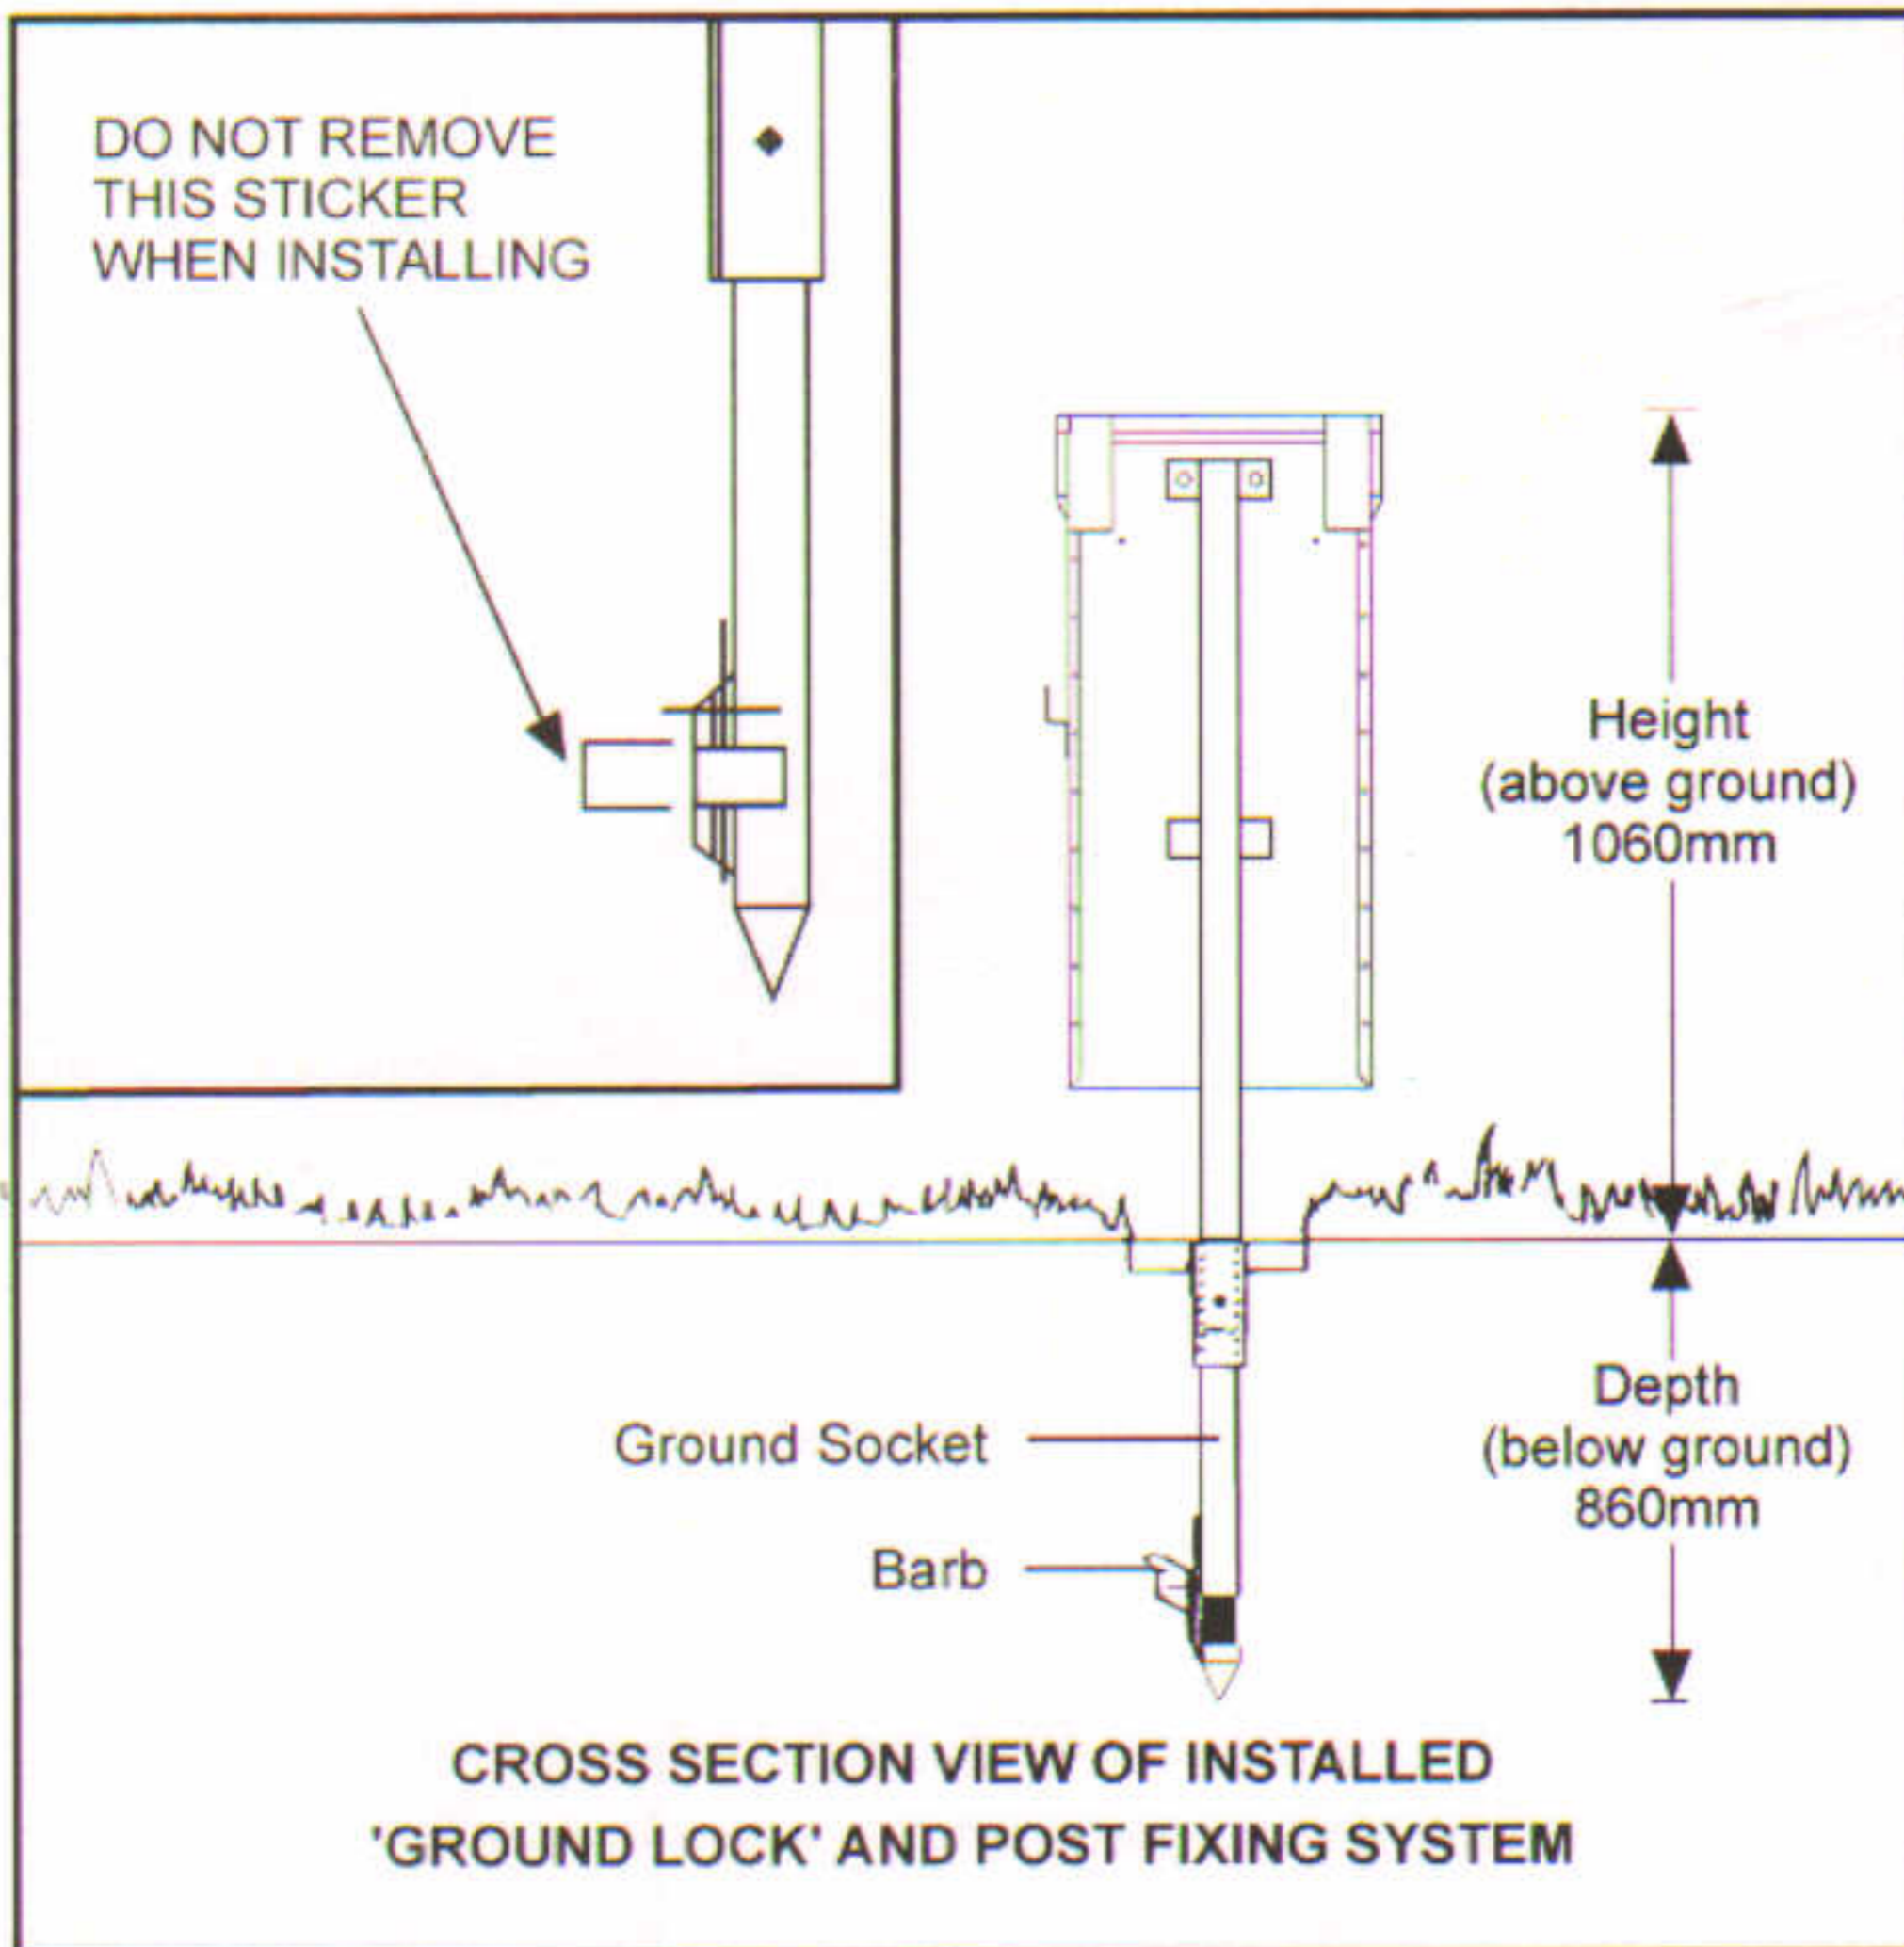 DO NOT REMOVE
THIS STICKER
WHEN INSTALLING
Height
(above ground)
1060mm
Ground Socket
Barb
Depth
(below ground)
860mm
CROSS SECTION VIEW OF INSTALLED
'GROUND LOCK' AND POST FIXING SYSTEM